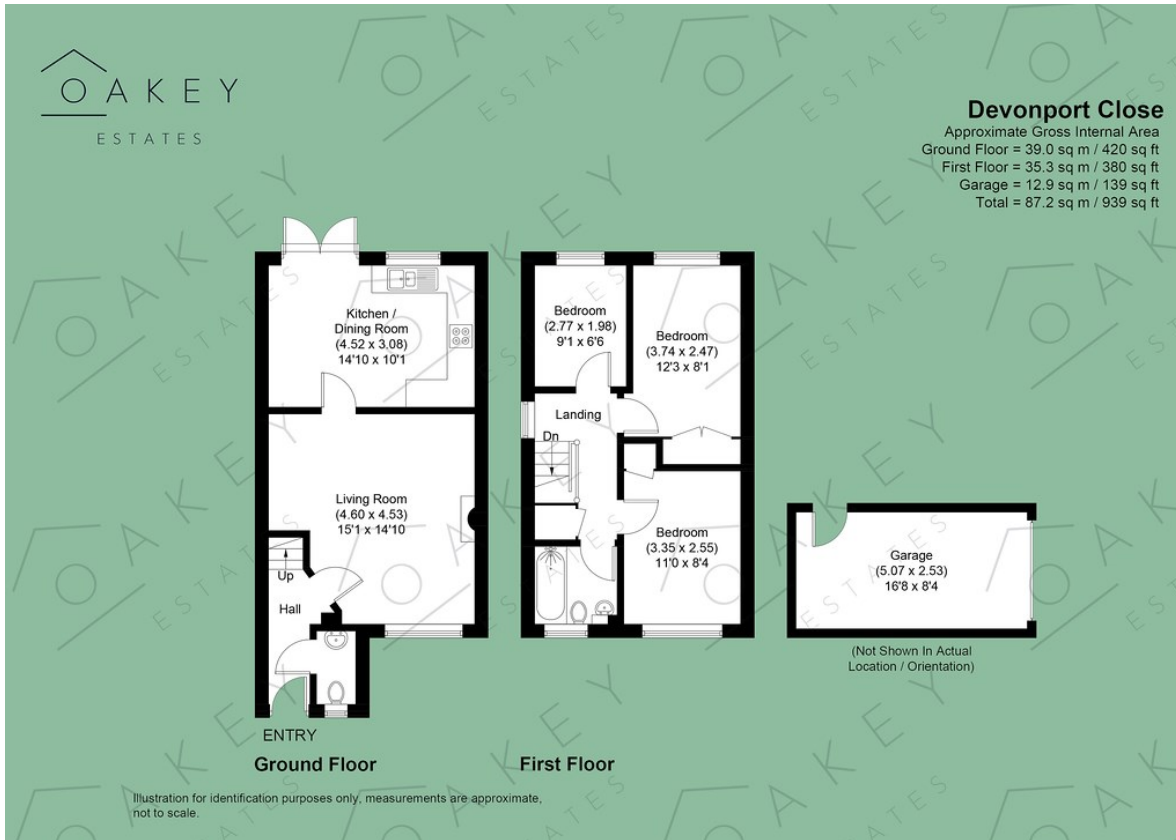 OAKEY
ESTATES
Devonport Close
Approximate Gross Internal Area
Ground Floor = 39.0 sq m / 420 sq ft
First Floor = 35.3 sq m / 380 sq ft
Garage = 12.9 sq m / 139 sq ft
Total = 87.2 sq m / 939 sq ft
Kitchen /
Dining Room
(4.52 x 3.08)
14'10 x 10'1
Living Room
(4.60 x 4.53)
15'1 x 14'10
Up
Hall
ENTRY
Ground Floor
Bedroom
(2.77 x 1.98)
9'1 x 6'6
Bedroom
(3.74 x 2.47)
12'3 x 8'1
Landing
Dn
Bedroom
(3.35 x 2.55)
11'0 x 8'4
First Floor
Garage
(5.07 x 2.53)
16'8 x 8'4
(Not Shown In Actual
Location / Orientation)
Illustration for identification purposes only, measurements are approximate,
not to scale.